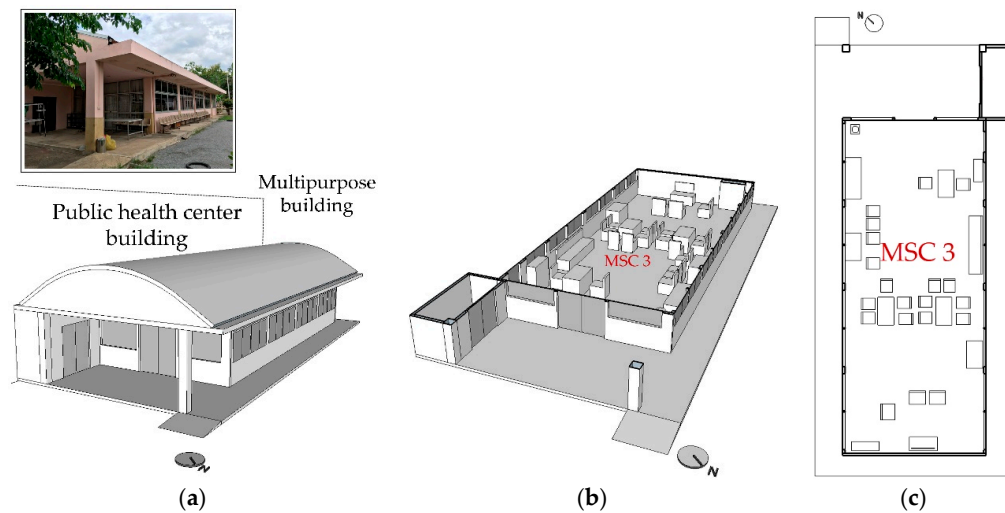 Multipurpose
building
Public health center
building
N
(a)
MSC 3
N
(b)
N
MSC 3
(c)